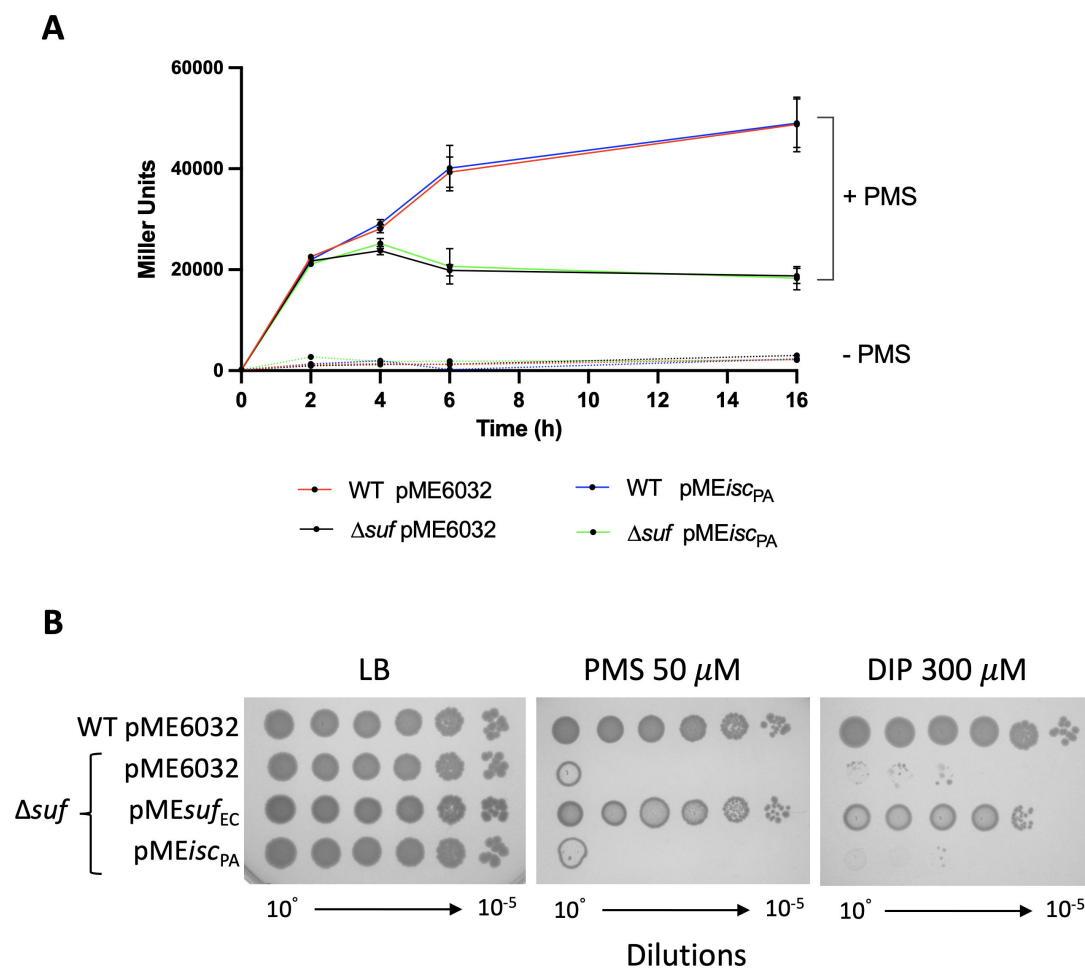 A
60000
40000
20000
0
Miller Units
0 2 4 6 8 10 12 14 16
Time (h)
+ PMS
- PMS
WT pME6032
WT pMEiscPA
Δsuf pME6032
Δsuf pMEiscPA
B
LB
PMS 50 μM
DIP 300 μM
WT pME6032
pME6032
Δsuf
pMEsufEC
pMEiscPA
10° 10-5
10° 10-5
10° 10-5
Dilutions